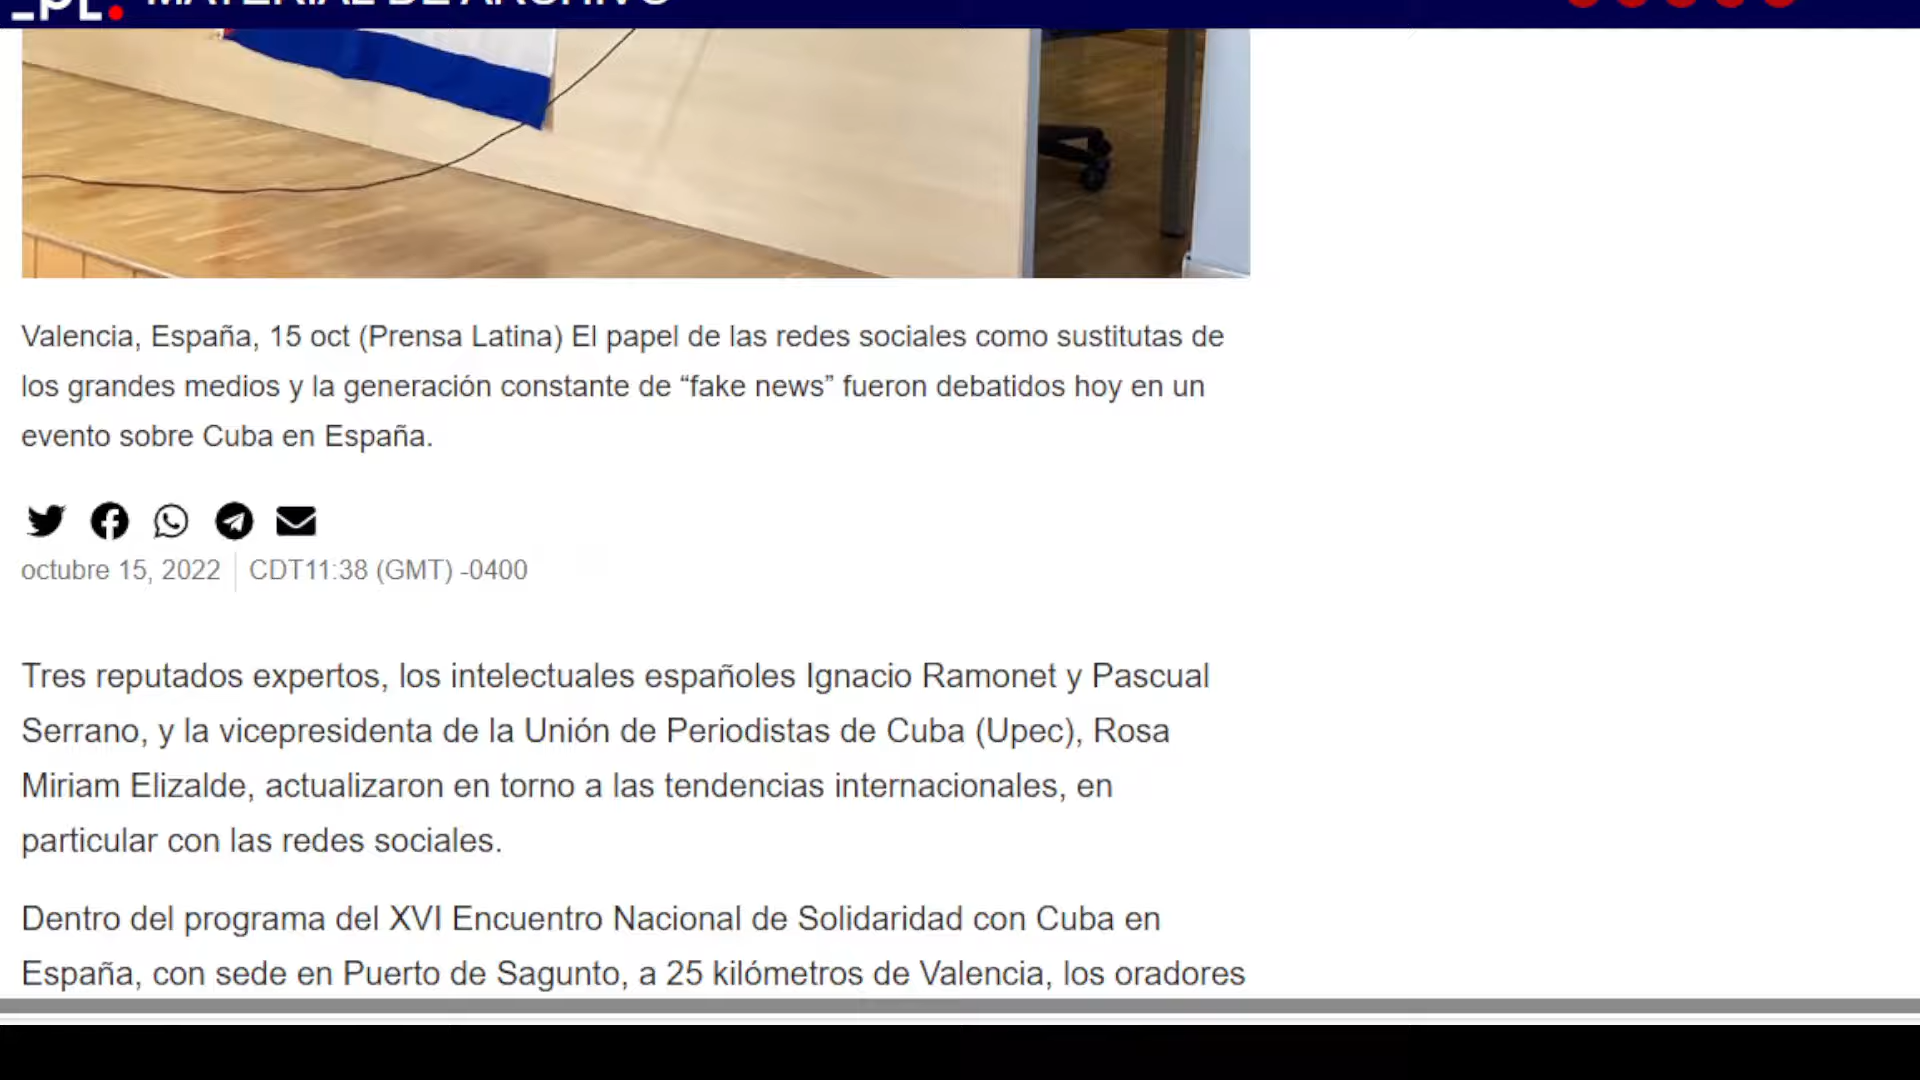 MATERIAL DE ARCHIVO
Valencia, España, 15 oct (Prensa Latina) El papel de las redes sociales como sustitutas de
los grandes medios y la generación constante de “fake news” fueron debatidos hoy en un
evento sobre Cuba en España.
octubre 15, 2022 CDT11:38 (GMT) -0400
Tres reputados expertos, los intelectuales españoles Ignacio Ramonet y Pascual
Serrano, y la vicepresidenta de la Unión de Periodistas de Cuba (Upec), Rosa
Miriam Elizalde, actualizaron en torno a las tendencias internacionales, en
particular con las redes sociales.
Dentro del programa del XVI Encuentro Nacional de Solidaridad con Cuba en
España, con sede en Puerto de Sagunto, a 25 kilómetros de Valencia, los oradores